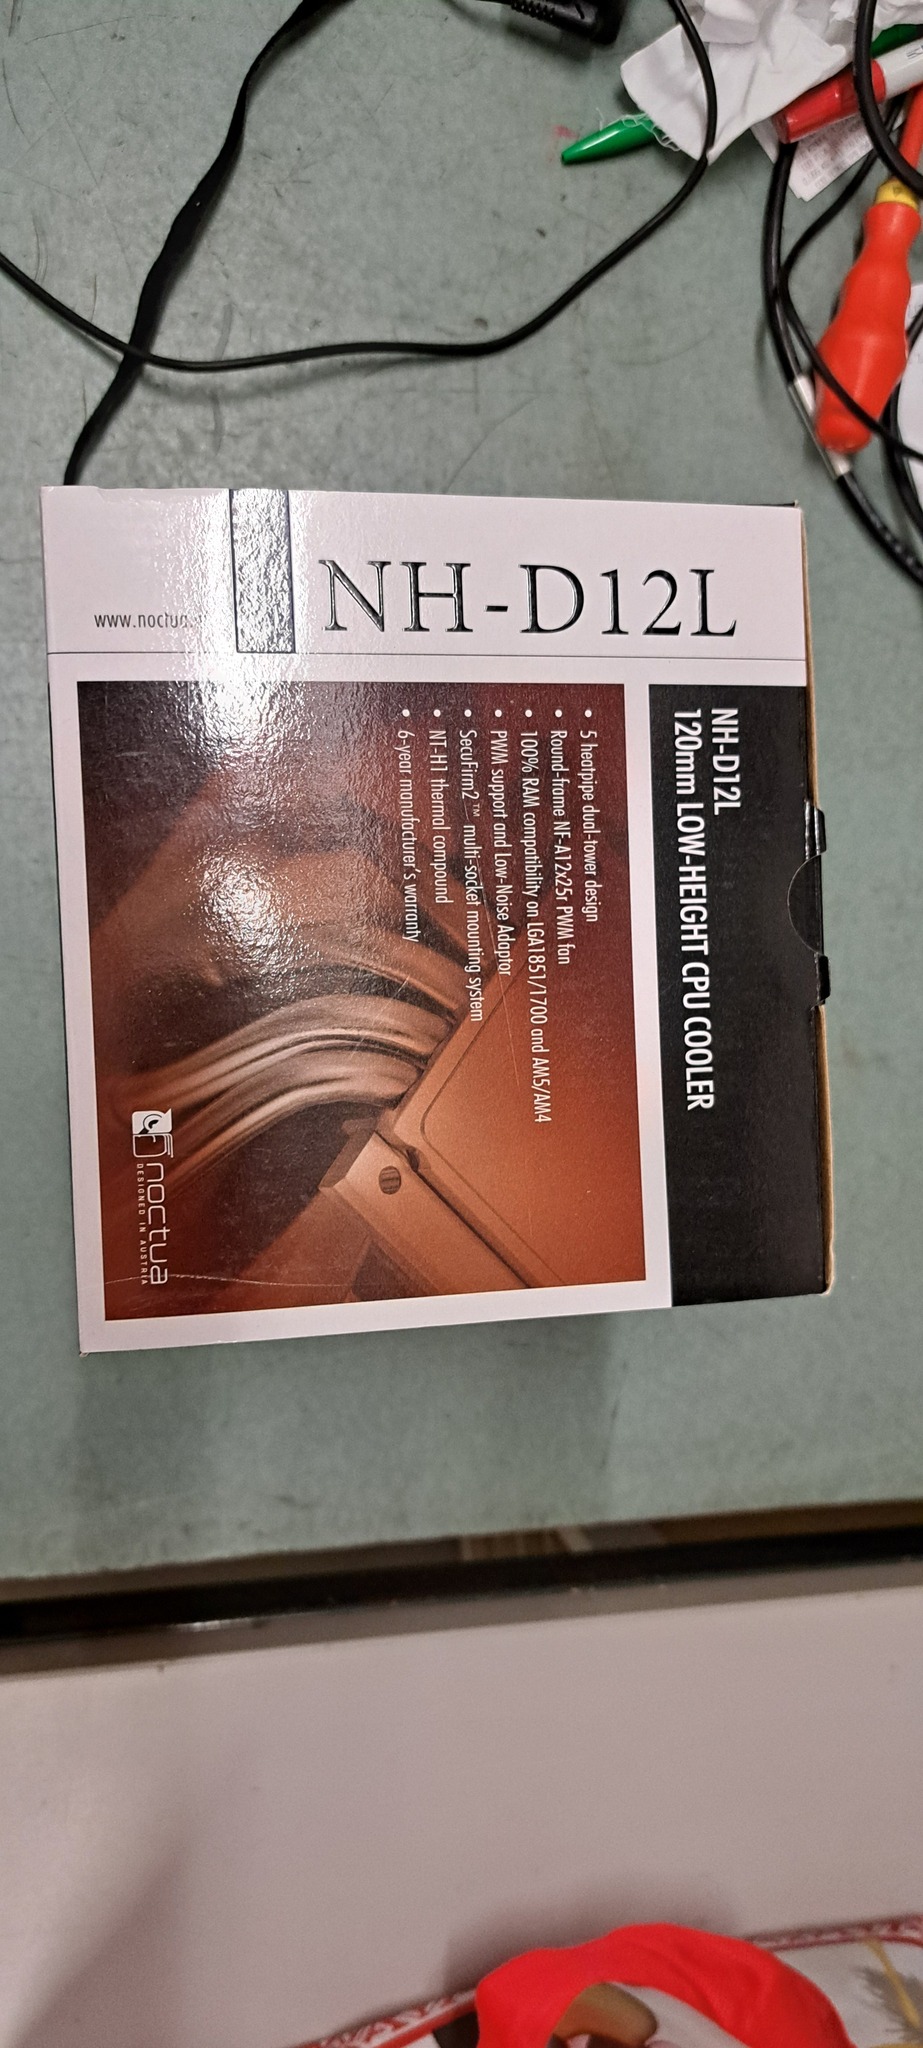 NH-D12L
www.noctua.
NH-D12L
120mm LOW-HEIGHT CPU COOLER
• 5 heatpipe dual-tower design
• Round-frame NF-A12x25r PWM fan
• 100% RAM compatibility on LGA1851/1700 and AM5/AM4
• PWM support and Low-Noise Adaptor
• SecuFirm2™ multi-socket mounting system
• NT-H1 thermal compound
• 6-year manufacturer's warranty
noctua
DESIGNED IN AUSTRIA